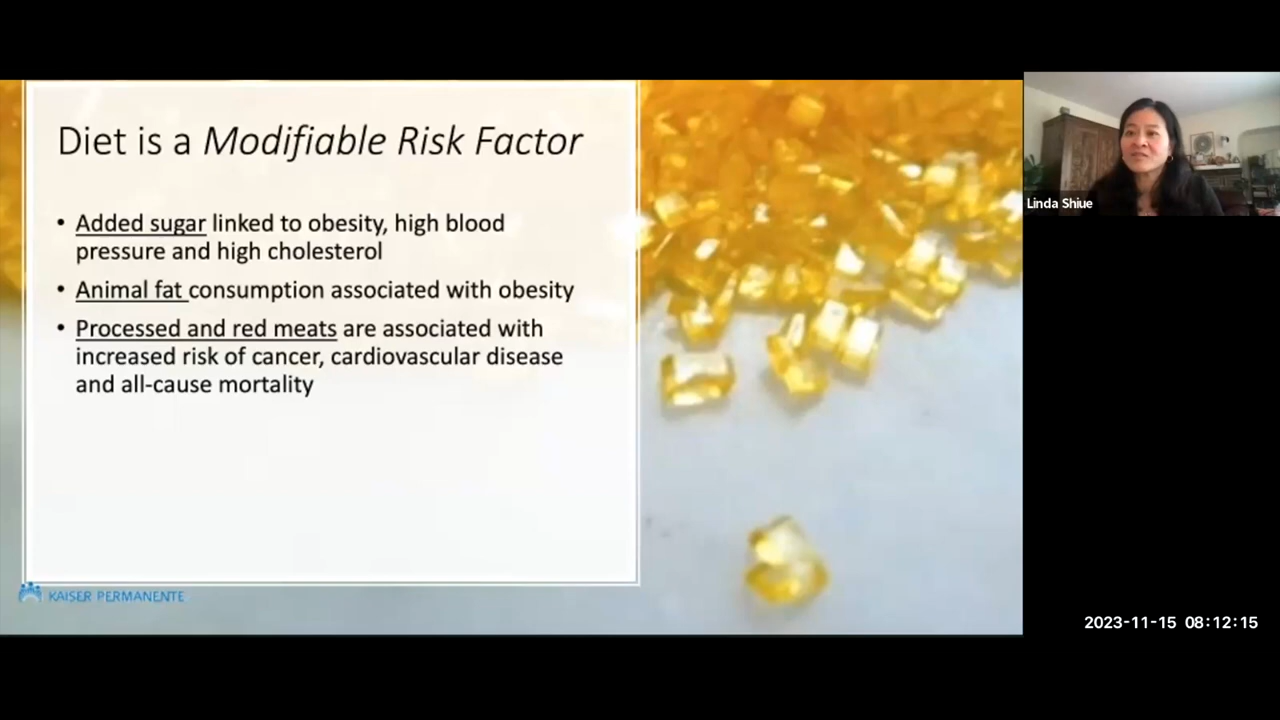 Diet is a Modifiable Risk Factor
• Added sugar linked to obesity, high blood
pressure and high cholesterol
• Animal fat consumption associated with obesity
• Processed and red meats are associated with
increased risk of cancer, cardiovascular disease
and all-cause mortality
KAISER PERMANENTE
Linda Shiue
2023-11-15 08:12:15